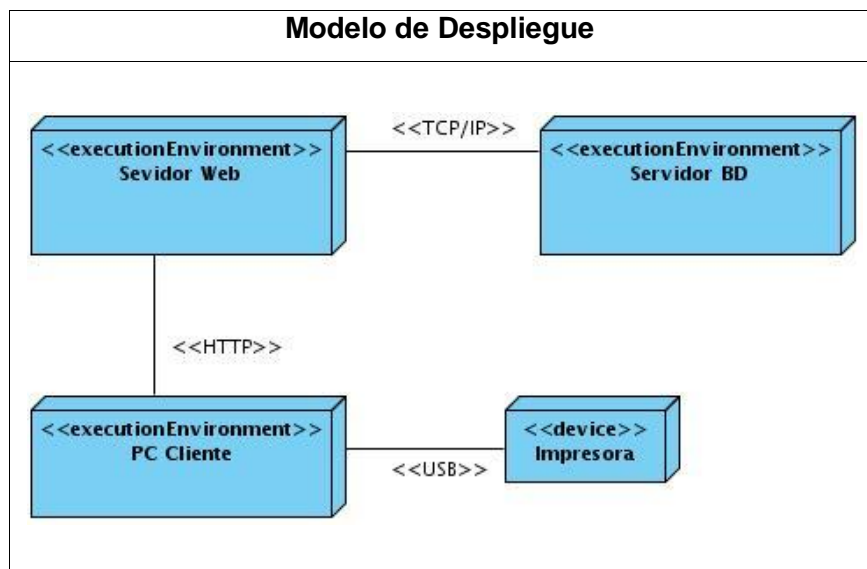 Modelo de Despliegue
<<executionEnvironment>>
Sevidor Web
<<TCP/IP>>
<<executionEnvironment>>
Servidor BD
<<HTTP>>
<<executionEnvironment>>
PC Cliente
<<USB>>
<<device>>
Impresora